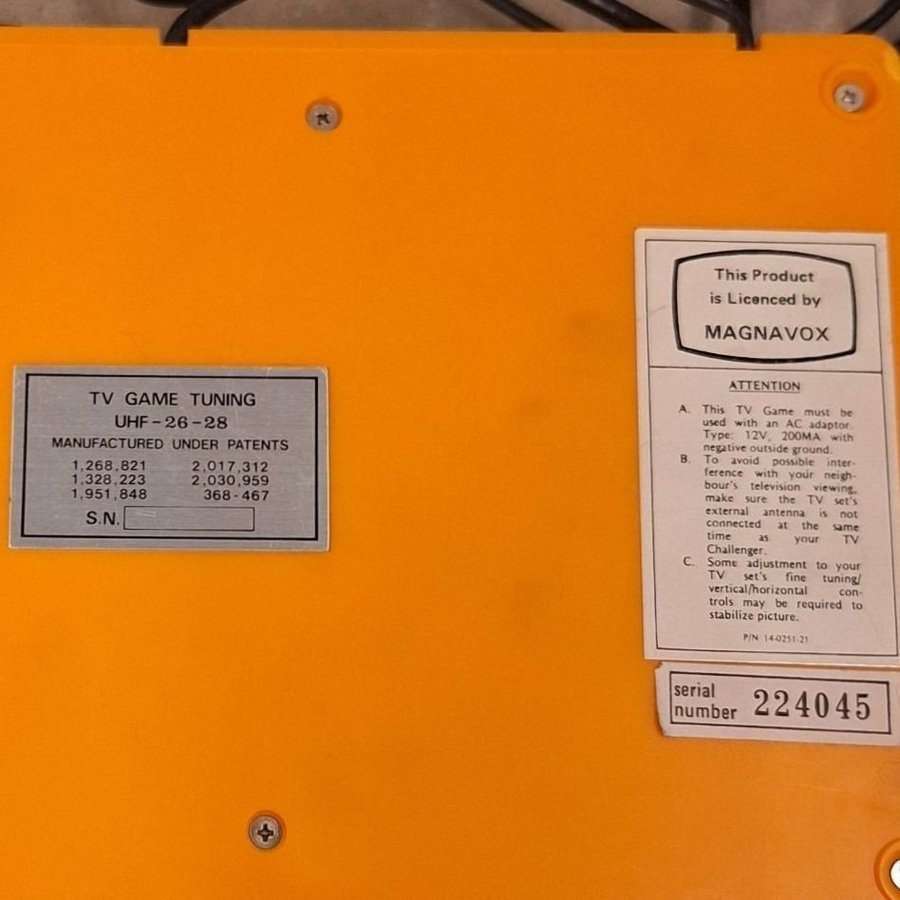 TV GAME TUNING
UHF-26-28
MANUFACTURED UNDER PATENTS
1,268,821 2,017,312
1,328.223 2,030,959
1,951,848 368-467
S.N.
This Product
is Licenced by
MAGNAVOX
ATTENTION
A. This TV Game must be
used with an AC adaptor.
Type: 12V, 200MA with
negative outside ground.
B. To avoid possible inter-
ference with your neigh-
bour's television viewing,
make sure the TV set's
external antenna is not
connected at the same
time as your TV
Challenger.
C. Some adjustment to your
TV set's fine tuning/
vertical/horizontal con-
trols may be required to
stabilize picture.
P/N 14-0251-21
serial
number 224045